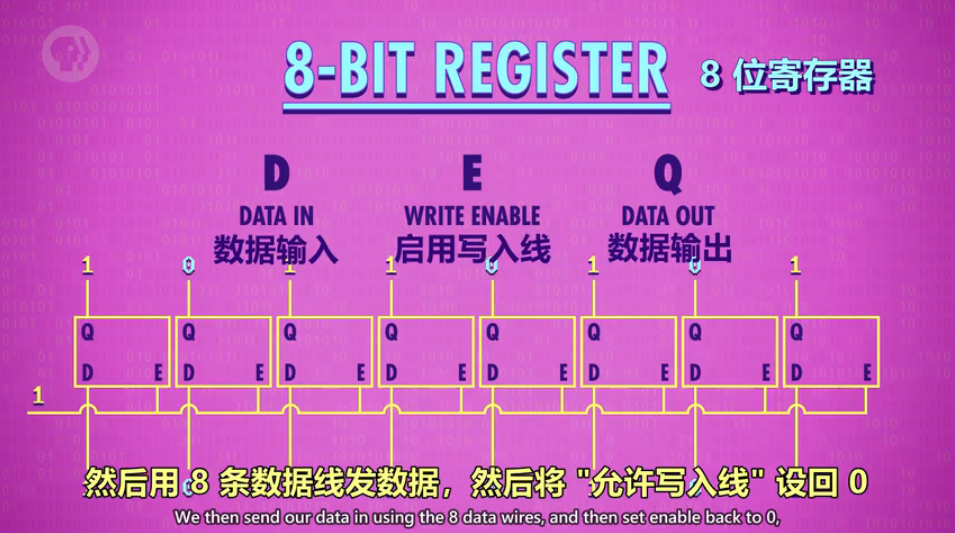 8-BIT REGISTER 8 位寄存器
D E Q
DATA IN WRITE ENABLE DATA OUT
数据输入 启用写入线 数据输出
1 0 1 1 0 1 0 1
Q Q Q Q Q Q Q Q
D E D E D E D E D E D E D E D E
1
然后用 8 条数据线发数据，然后将 "允许写入线" 设回 0
We then send our data in using the 8 data wires, and then set enable back to 0,